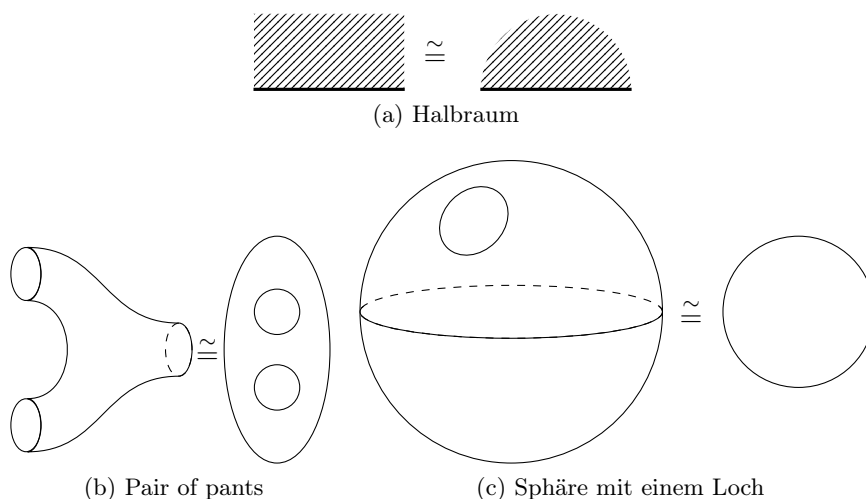 ≅
(a) Halbraum
≅
≅
(b) Pair of pants
(c) Sphäre mit einem Loch